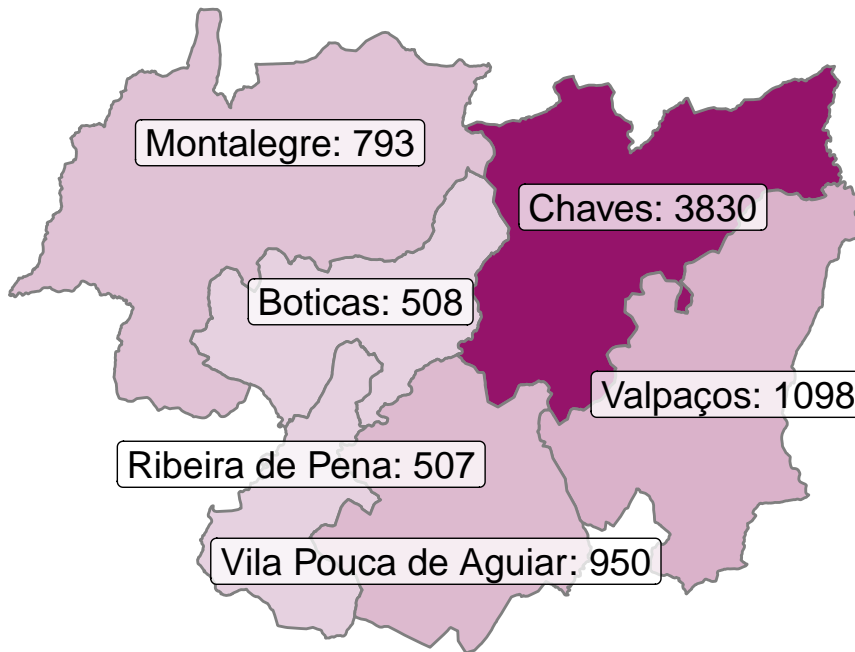 Montalegre: 793
Chaves: 3830
Boticas: 508
Valpaços: 1098
Ribeira de Pena: 507
Vila Pouca de Aguiar: 950